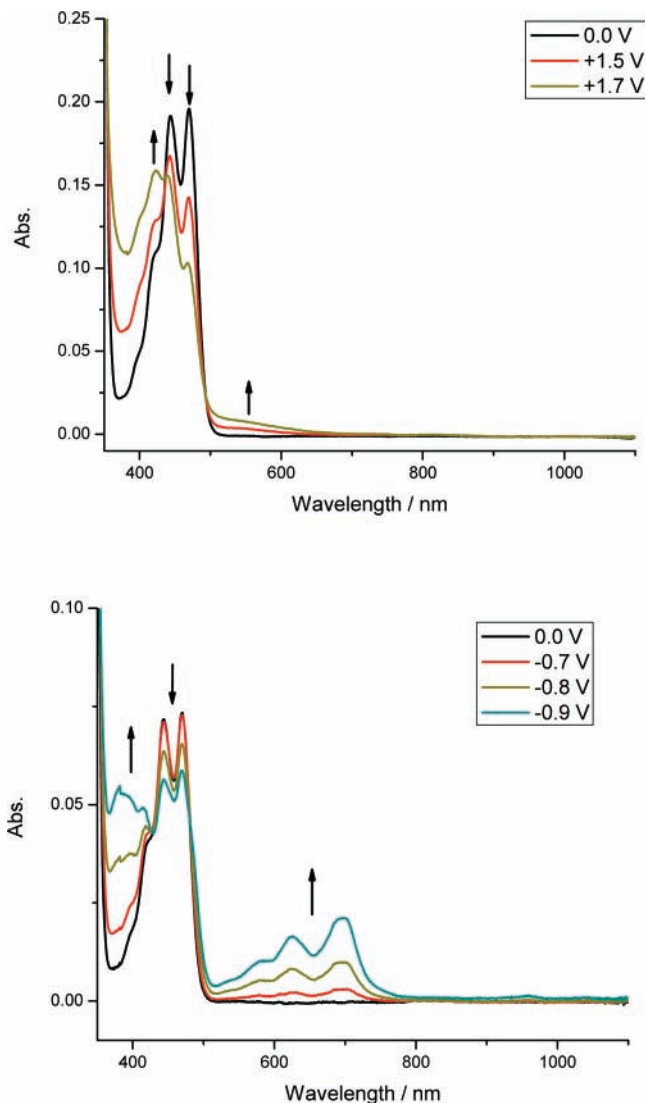 0.25
0.20
0.15
0.10
0.05
0.00
Abs.
0.0 V
+1.5 V
+1.7 V
400 600 800 1000
Wavelength / nm
0.10
0.05
0.00
Abs.
0.0 V
-0.7 V
-0.8 V
-0.9 V
400 600 800 1000
Wavelength / nm